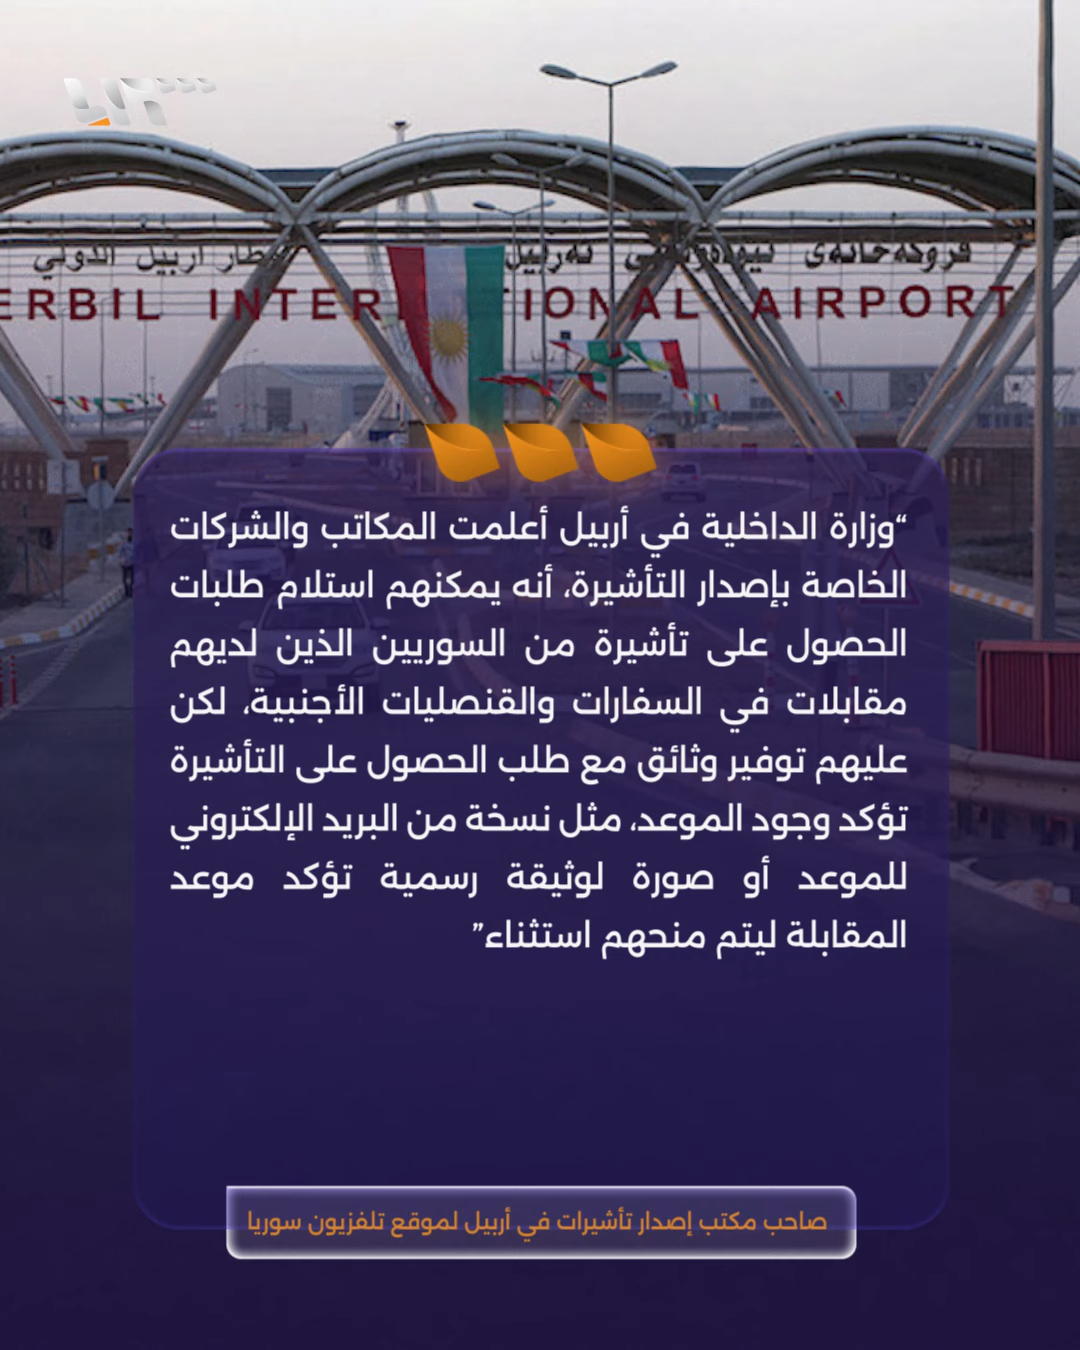 مطار اربيل الدولي
ERBIL INTER TIONAL AIRPORT
“وزارة الداخلية في أربيل أعلمت المكاتب والشركات
الخاصة بإصدار التأشيرة، أنه يمكنهم استلام طلبات
الحصول على تأشيرة من السوريين الذين لديهم
مقابلات في السفارات والقنصليات الأجنبية، لكن
عليهم توفير وثائق مع طلب الحصول على التأشيرة
تؤكد وجود الموعد، مثل نسخة من البريد الإلكتروني
للموعد أو صورة لوثيقة رسمية تؤكد موعد
المقابلة ليتم منحهم استثناء”
صاحب مكتب إصدار تأشيرات في أربيل لموقع تلفزيون سوريا